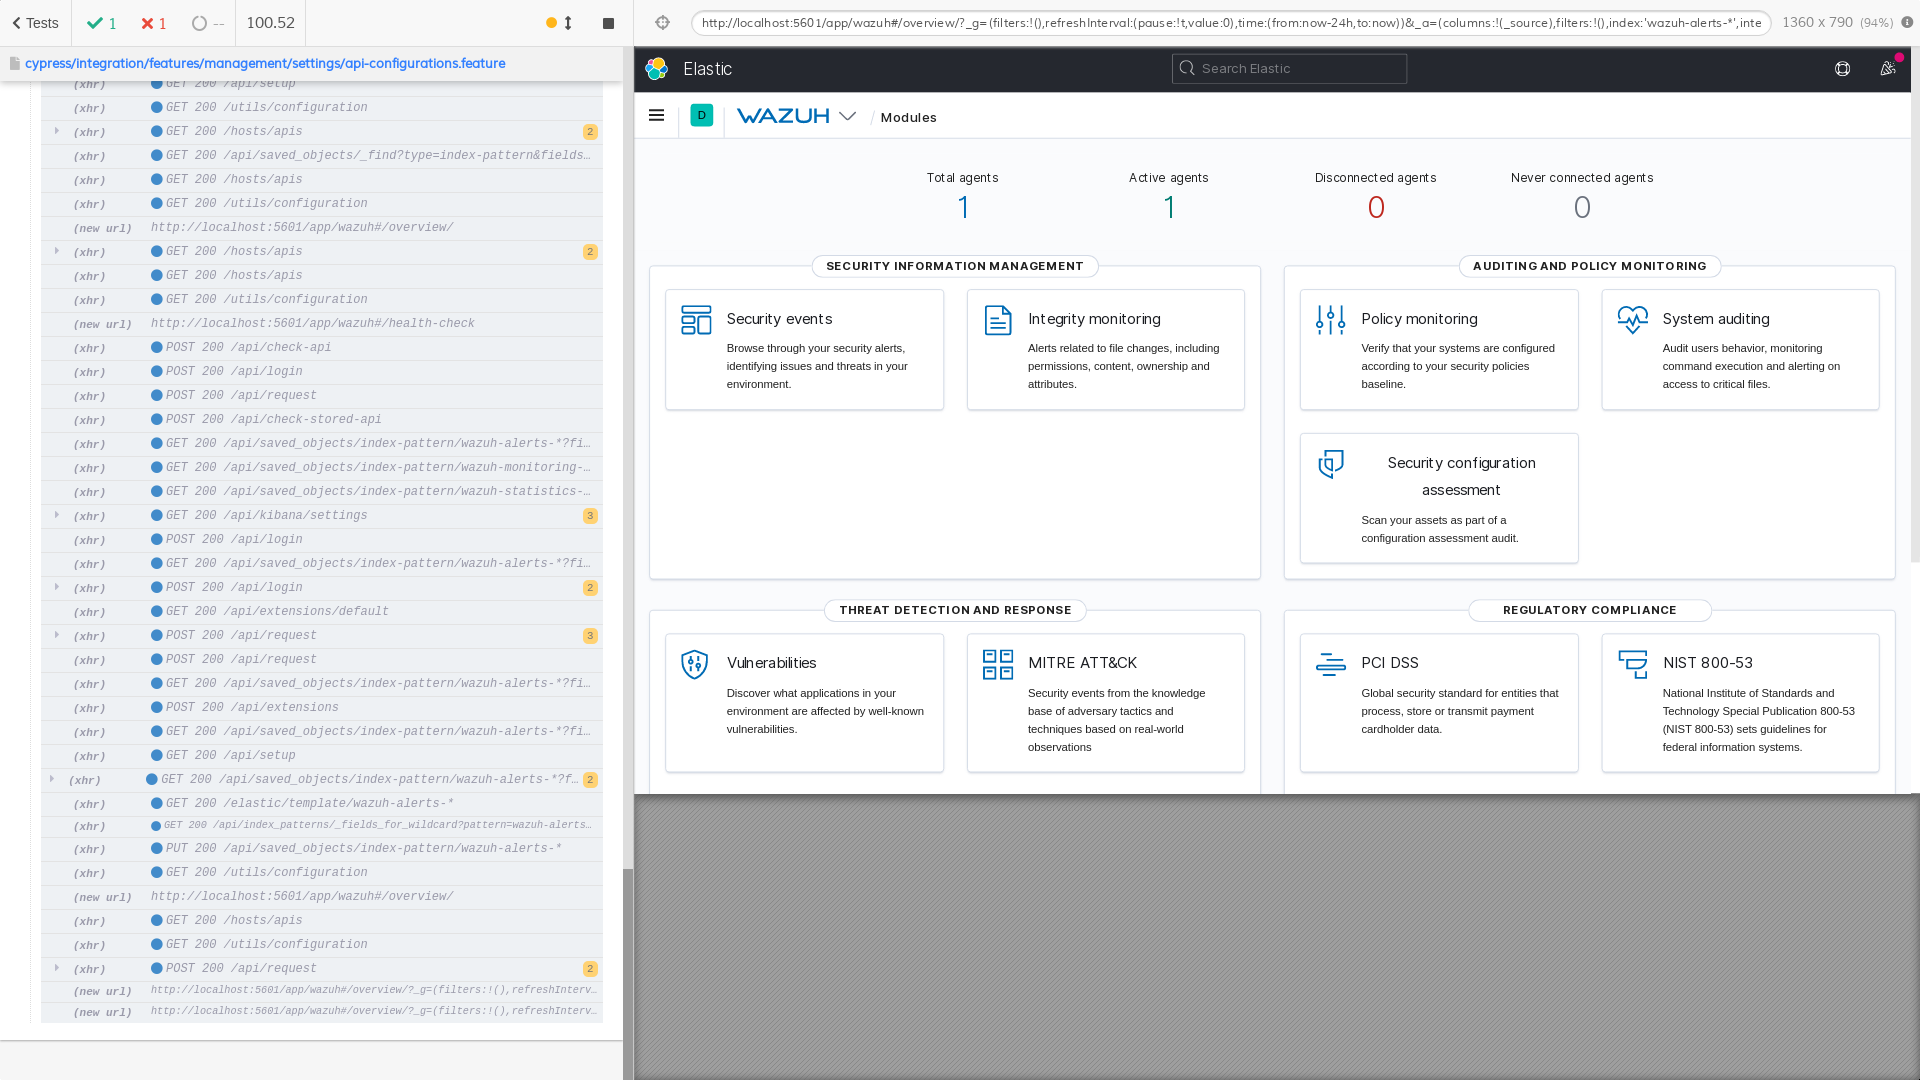 Tests
1
1
--
100.52
cypress/integration/features/management/settings/api-configurations.feature
(xhr) GET 200 /api/setup
(xhr) GET 200 /utils/configuration
(xhr) GET 200 /hosts/apis 2
(xhr) GET 200 /api/saved_objects/_find?type=index-pattern&fields…
(xhr) GET 200 /hosts/apis
(xhr) GET 200 /utils/configuration
(new url) http://localhost:5601/app/wazuh#/overview/
(xhr) GET 200 /hosts/apis 2
(xhr) GET 200 /hosts/apis
(xhr) GET 200 /utils/configuration
(new url) http://localhost:5601/app/wazuh#/health-check
(xhr) POST 200 /api/check-api
(xhr) POST 200 /api/login
(xhr) POST 200 /api/request
(xhr) POST 200 /api/check-stored-api
(xhr) GET 200 /api/saved_objects/index-pattern/wazuh-alerts-*?fi…
(xhr) GET 200 /api/saved_objects/index-pattern/wazuh-monitoring-…
(xhr) GET 200 /api/saved_objects/index-pattern/wazuh-statistics-…
(xhr) GET 200 /api/kibana/settings 3
(xhr) POST 200 /api/login
(xhr) GET 200 /api/saved_objects/index-pattern/wazuh-alerts-*?fi…
(xhr) POST 200 /api/login 2
(xhr) GET 200 /api/extensions/default
(xhr) POST 200 /api/request 3
(xhr) POST 200 /api/request
(xhr) GET 200 /api/saved_objects/index-pattern/wazuh-alerts-*?fi…
(xhr) POST 200 /api/extensions
(xhr) GET 200 /api/saved_objects/index-pattern/wazuh-alerts-*?fi…
(xhr) GET 200 /api/setup
(xhr) GET 200 /api/saved_objects/index-pattern/wazuh-alerts-*?f… 2
(xhr) GET 200 /elastic/template/wazuh-alerts-*
(xhr) GET 200 /api/index_patterns/_fields_for_wildcard?pattern=wazuh-alerts…
(xhr) PUT 200 /api/saved_objects/index-pattern/wazuh-alerts-*
(xhr) GET 200 /utils/configuration
(new url) http://localhost:5601/app/wazuh#/overview/
(xhr) GET 200 /hosts/apis
(xhr) GET 200 /utils/configuration
(xhr) POST 200 /api/request 2
(new url) http://localhost:5601/app/wazuh#/overview/?_g=(filters:!(),refreshInterv…
(new url) http://localhost:5601/app/wazuh#/overview/?_g=(filters:!(),refreshInterv…
http://localhost:5601/app/wazuh#/overview/?_g=(filters:!(),refreshInterval:(pause:!t,value:0),time:(from:now-24h,to:now))&_a=(columns:!(_source),filters:!(),index:'wazuh-alerts-*',inte
1360 x 790 (94%)
Elastic
Search Elastic
D
WAZUH
/ Modules
Total agents
1
Active agents
1
Disconnected agents
0
Never connected agents
0
SECURITY INFORMATION MANAGEMENT
Security events
Browse through your security alerts,
identifying issues and threats in your
environment.
Integrity monitoring
Alerts related to file changes, including
permissions, content, ownership and
attributes.
AUDITING AND POLICY MONITORING
Policy monitoring
Verify that your systems are configured
according to your security policies
baseline.
System auditing
Audit users behavior, monitoring
command execution and alerting on
access to critical files.
Security configuration
assessment
Scan your assets as part of a
configuration assessment audit.
THREAT DETECTION AND RESPONSE
Vulnerabilities
Discover what applications in your
environment are affected by well-known
vulnerabilities.
MITRE ATT&CK
Security events from the knowledge
base of adversary tactics and
techniques based on real-world
observations
REGULATORY COMPLIANCE
PCI DSS
Global security standard for entities that
process, store or transmit payment
cardholder data.
NIST 800-53
National Institute of Standards and
Technology Special Publication 800-53
(NIST 800-53) sets guidelines for
federal information systems.